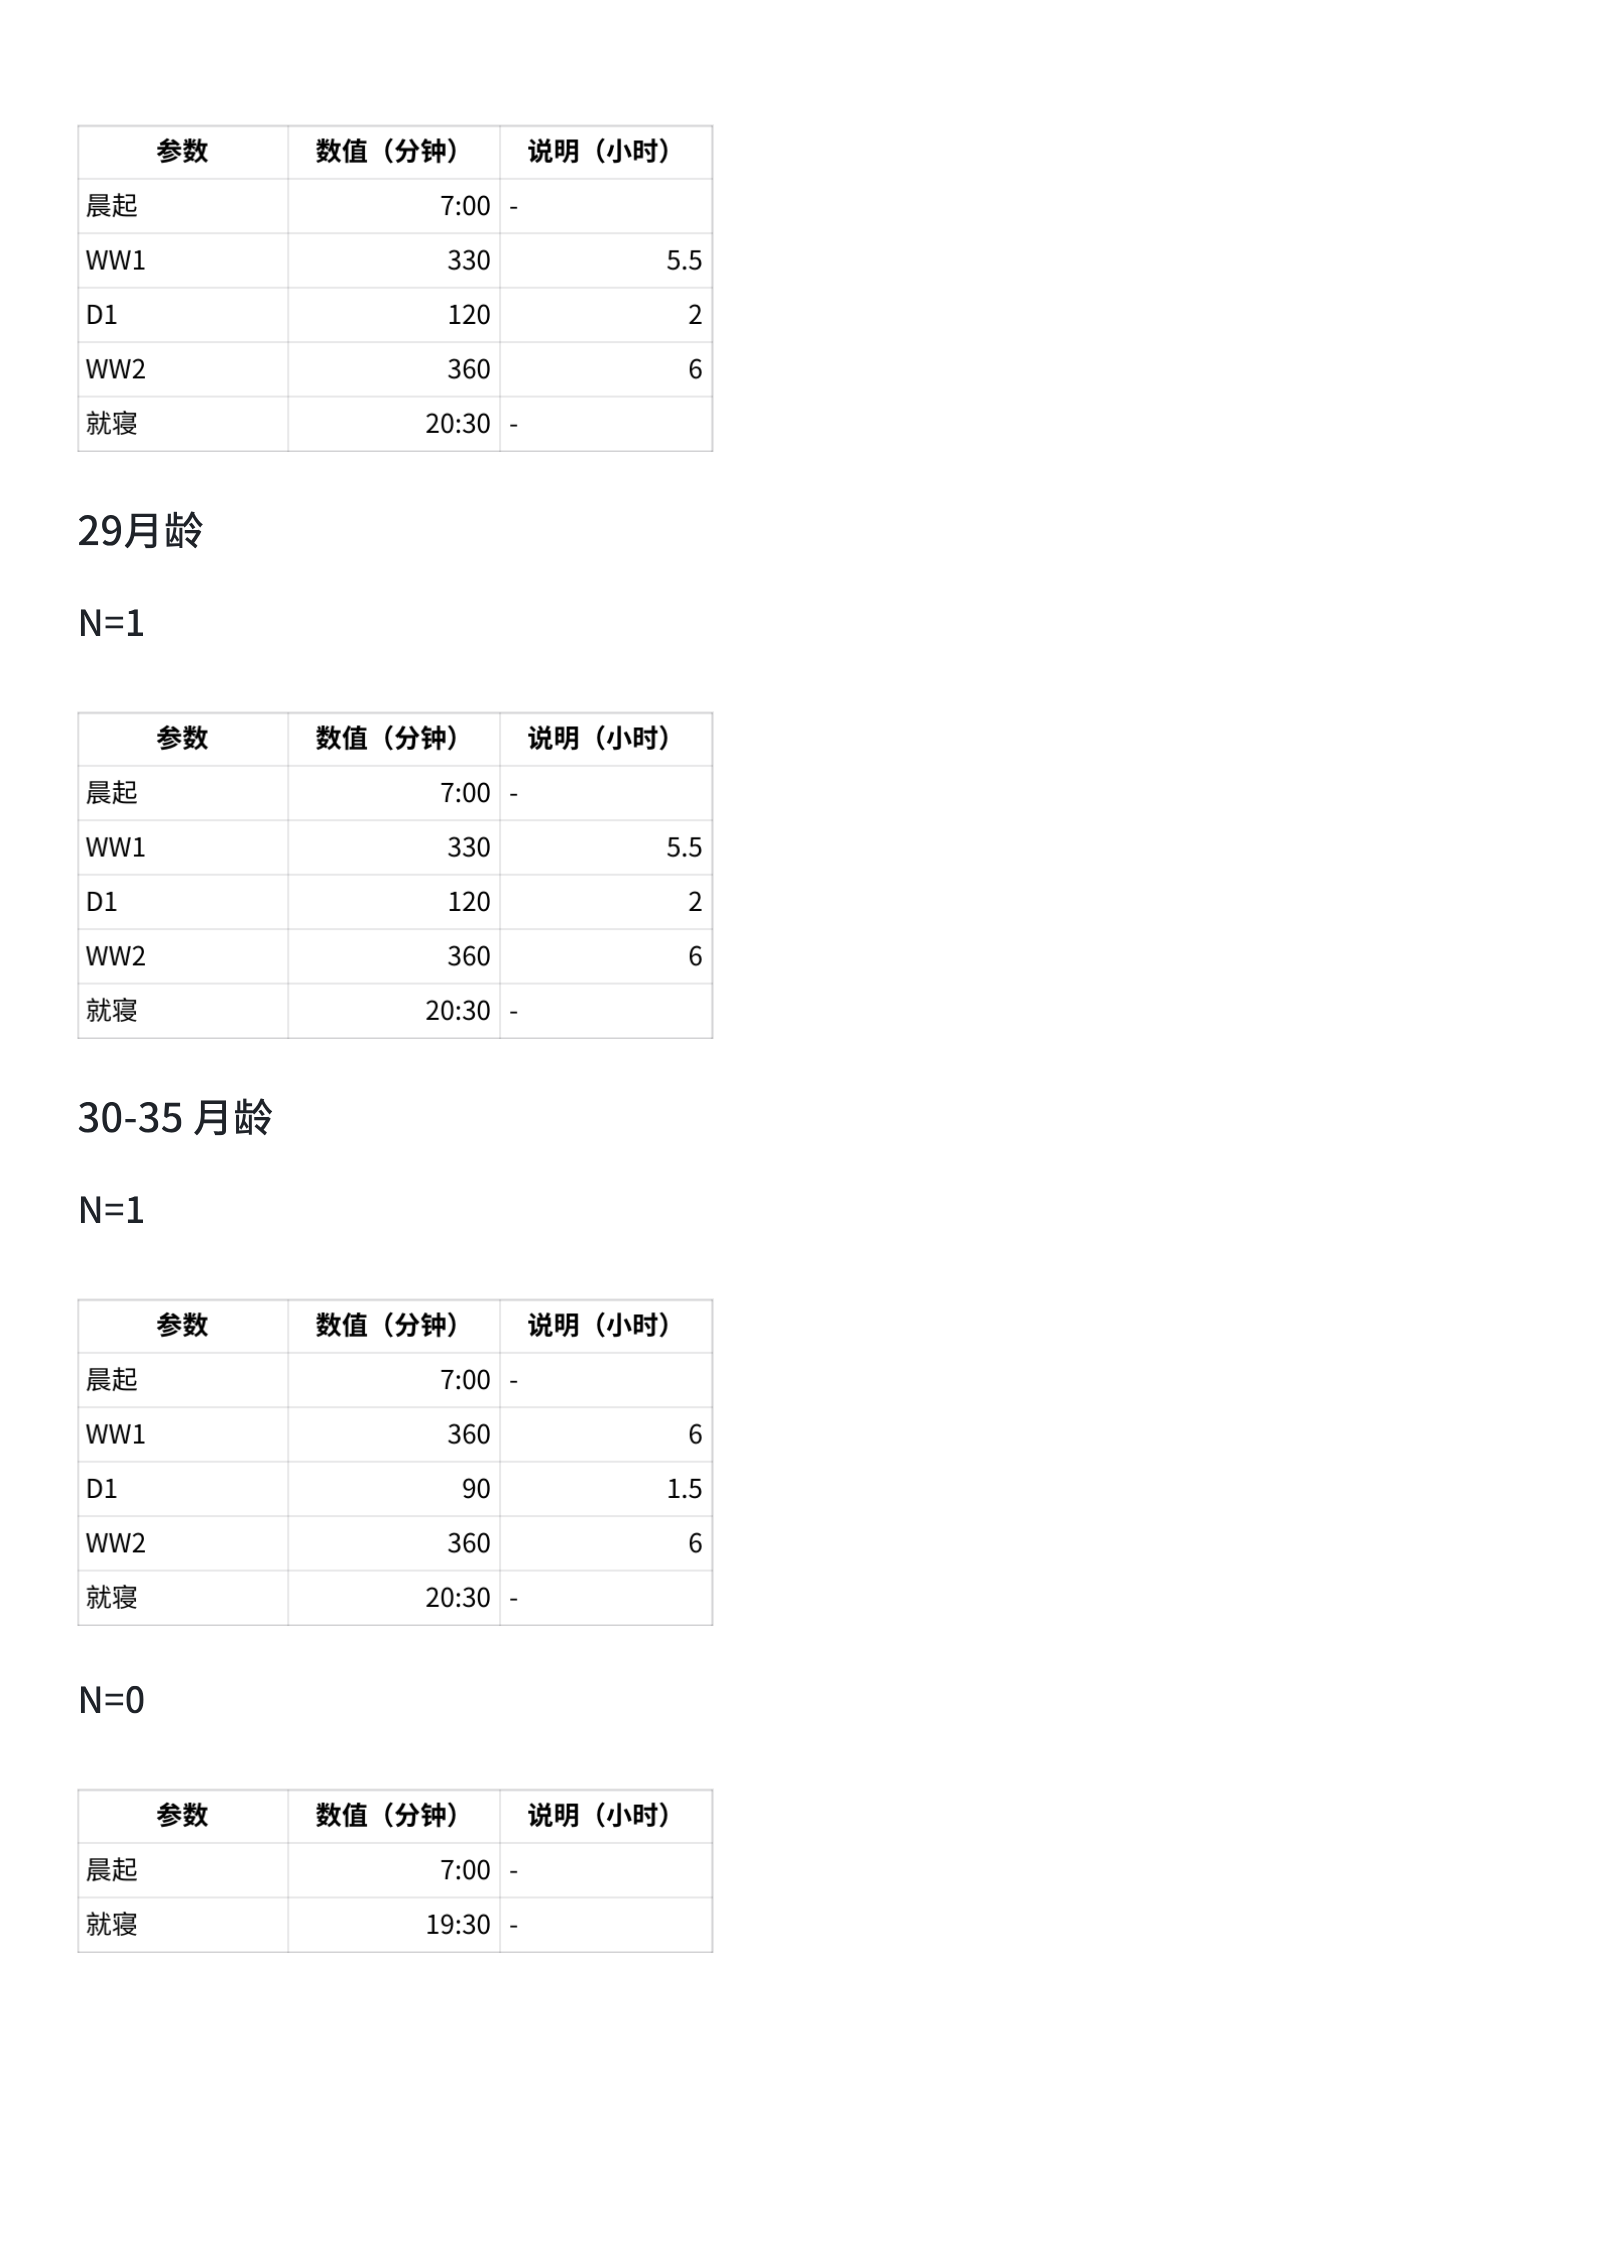 参数 数值（分钟） 说明（小时）
晨起 7:00 -
WW1 330 5.5
D1 120 2
WW2 360 6
就寝 20:30 -
29月龄
N=1
参数 数值（分钟） 说明（小时）
晨起 7:00 -
WW1 330 5.5
D1 120 2
WW2 360 6
就寝 20:30 -
30-35 月龄
N=1
参数 数值（分钟） 说明（小时）
晨起 7:00 -
WW1 360 6
D1 90 1.5
WW2 360 6
就寝 20:30 -
N=0
参数 数值（分钟） 说明（小时）
晨起 7:00 -
就寝 19:30 -